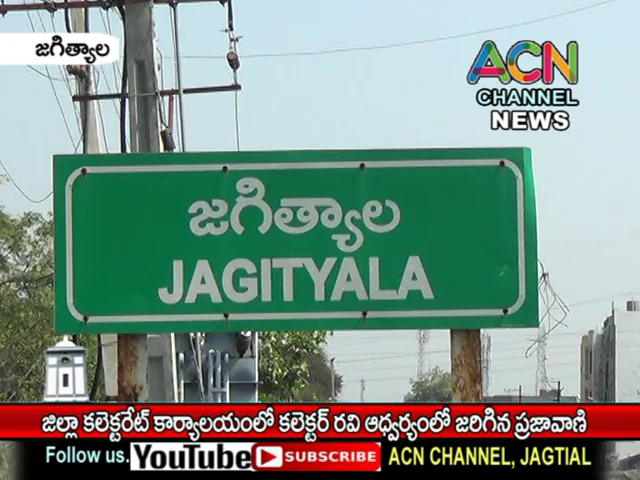 జగిత్యాల
ACN
CHANNEL
NEWS
జగిత్యాల
JAGITYALA
జిల్లా కలెక్టరేట్ కార్యాలయంలో కలెక్టర్ రవి ఆధ్వర్యంలో జరిగిన ప్రజావాణి
Follow us. YouTube SUBSCRIBE ACN CHANNEL, JAGTIAL